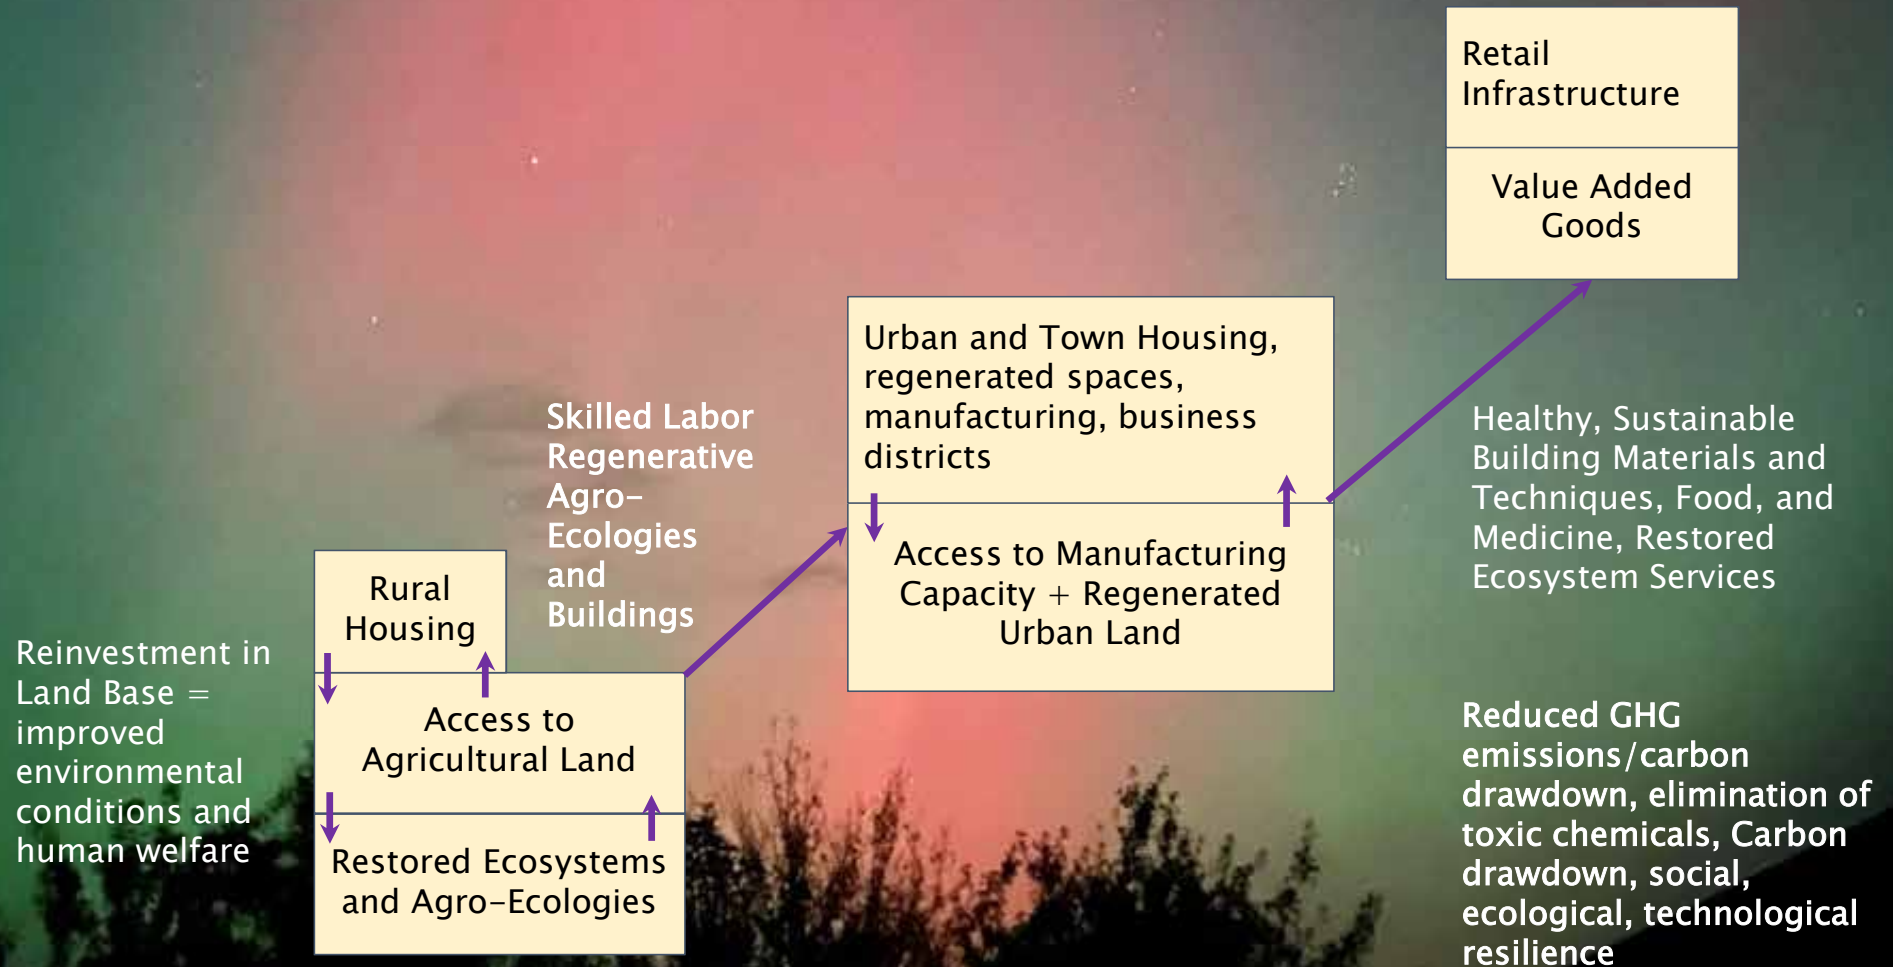 Retail
Infrastructure
Value Added
Goods
Urban and Town Housing,
regenerated spaces,
manufacturing, business
districts
Access to Manufacturing
Capacity + Regenerated
Urban Land
Skilled Labor
Regenerative
Agro-
Ecologies
and
Buildings
Healthy, Sustainable
Building Materials and
Techniques, Food, and
Medicine, Restored
Ecosystem Services
Rural
Housing
Access to
Agricultural Land
Restored Ecosystems
and Agro-Ecologies
Reinvestment in
Land Base =
improved
environmental
conditions and
human welfare
Reduced GHG
emissions/carbon
drawdown, elimination of
toxic chemicals, Carbon
drawdown, social,
ecological, technological
resilience